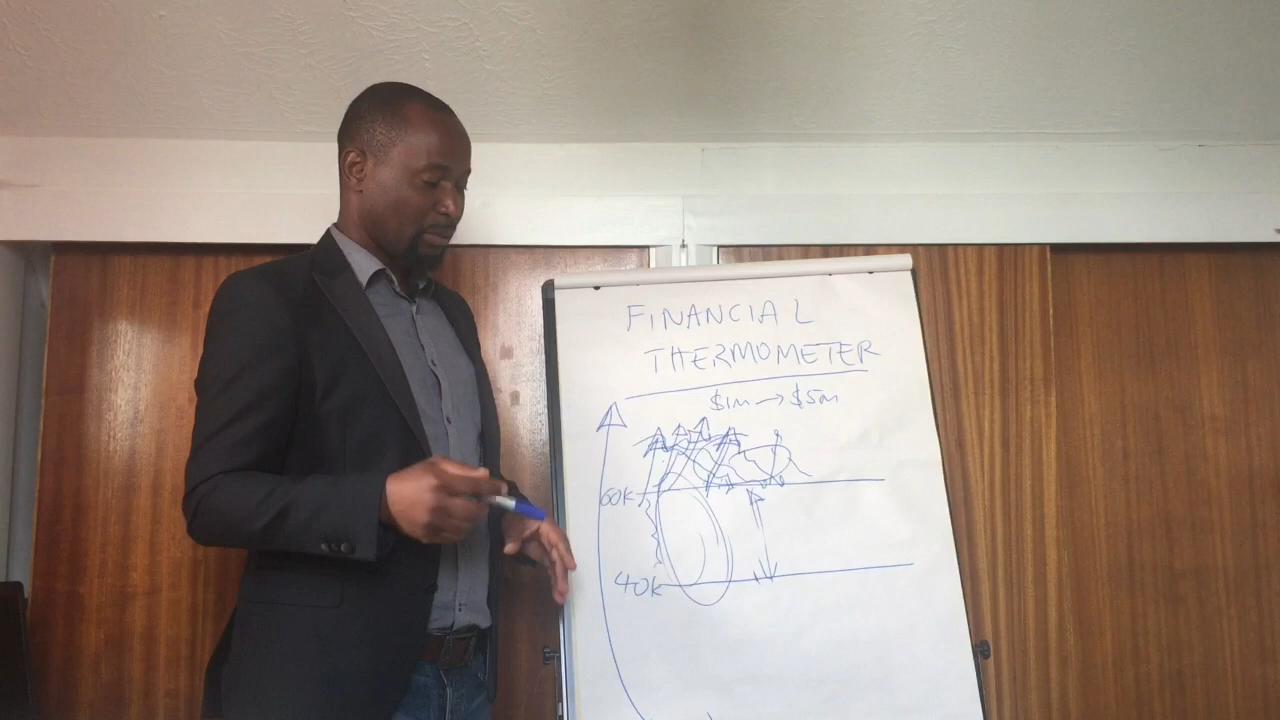 FINANCIAL
THERMOMETER
$1m → $5m
60K
40K